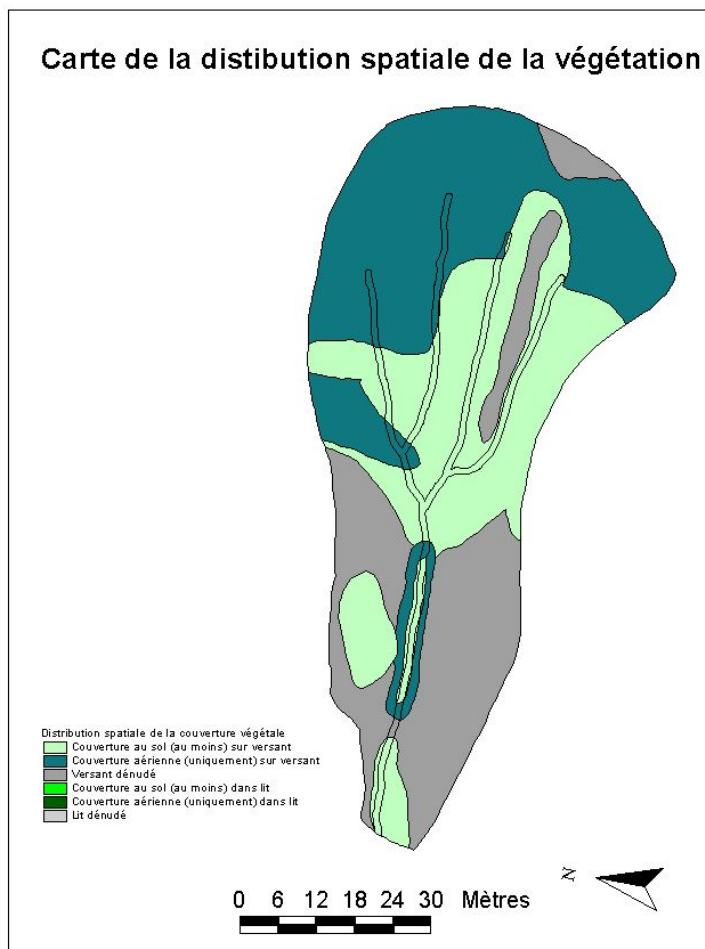 Carte de la distibution spatiale de la végétation
Distribution spatiale de la couverture végétale
Couverture au sol (au moins) sur versant
Couverture aérienne (uniquement) sur versant
Versant dénudé
Couverture au sol (au moins) dans lit
Couverture aérienne (uniquement) dans lit
Lit dénudé
N
0 6 12 18 24 30 Mètres